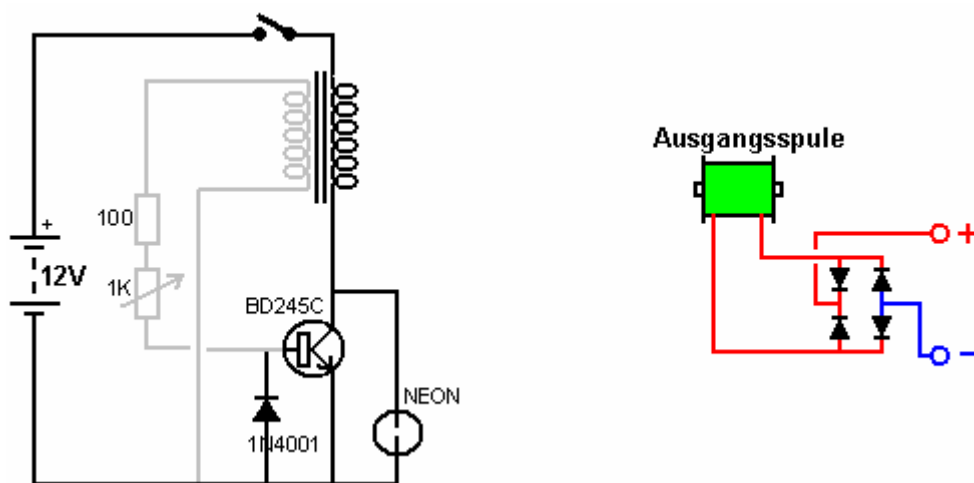 Ausgangsspule
100
+
+
12V
1K
BD245C
-
NEON
1N4001